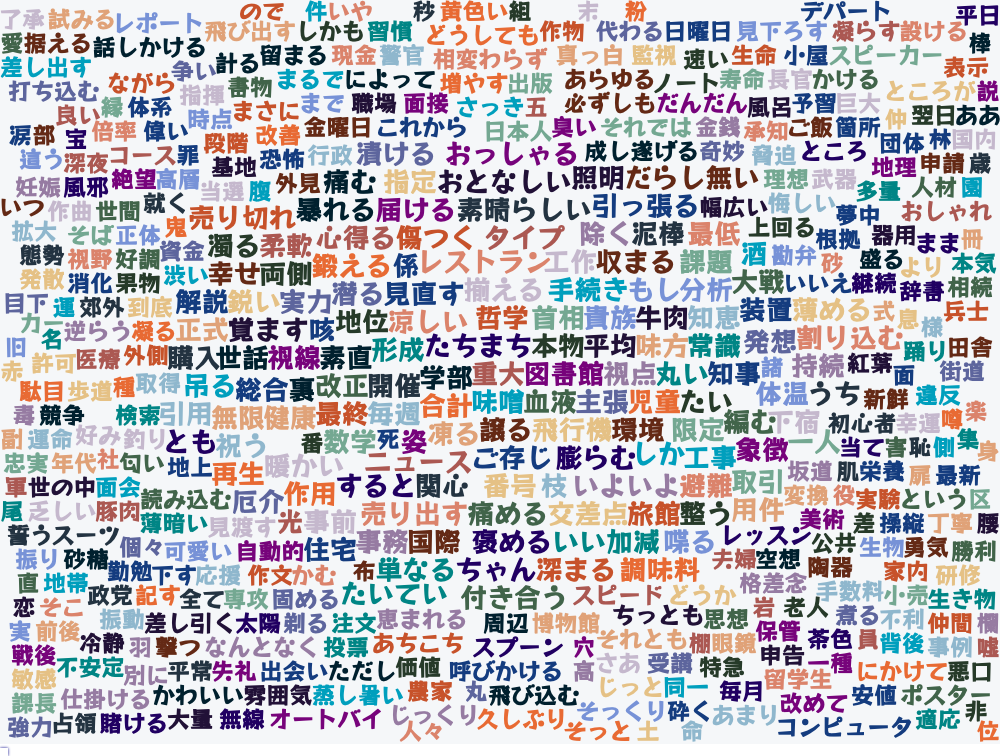 ので 件 いや 秒 黄色い 組 末 粉 デパート 平日
了承 試みる レポート 飛び出す しかも 習慣 どうしても 作物 代わる 日曜日 見下ろす 凝らす 設ける 棒
愛 据える 話しかける 計る 留まる 現金 警官 相変わらず 真っ白 監視 速い 生命 小屋 スピーカー 表示
差し出す ながら 争い 書物 まるで によって 増やす 出版 あらゆる ノート 寿命 長官 かける ところが 説
打ち込む 縁 体系 指揮 まさに まで 職場 面接 さっき 五 必ずしも だんだん 風呂 予習 巨大 仲 翌日 ああ
良い 宝 倍率 偉い 時点 段階 改善 金曜日 これから 日本人 臭い それでは 金銭 承知 ご飯 箇所 団体 林 国内
涙 部 違う 深夜 コース 罪 基地 恐怖 行政 漬ける おっしゃる 成し遂げる 奇妙 脅迫 ところ 地理 申請 歳
妊娠 風邪 絶望 高層 当選 腹 外見 痛む 指定 おとなしい 照明 だらし無い 理想 武器 多量 人材 園
いつ 作曲 世間 就く 鬼 売り切れ 暴れる 届ける 素晴らしい 引っ張る 幅広い 悔しい 夢中 おしゃれ
拡大 そば 正体 資金 濁る 柔軟 心得る 傷つく タイプ 除く 泥棒 最低 上回る 根拠 器用 まま 冊
態勢 視野 好調 渋い 幸せ 両側 鍛える 係 レストラン 工作 収まる 課題 酒 勘弁 砂 盛る より 本気
発散 消化 果物 解説 鋭い 実力 潜る 見直す 揃える 手続き もし 分析 大戦 いいえ 継続 辞書 相続
目下 運 郊外 到底 覚ます 咳 地位 涼しい 哲学 首相 貴族 牛肉 知恵 装置 薄める 式 息 様 兵士
力 名 逆らう 凝る 正式 形成 たちまち 本物 平均 味方 常識 発想 割り込む 踊り 田舎
旧 赤 許可 医療 外側 購入 世話 視線 素直 学部 重大 図書館 視点 丸い 知事 諸 持続 紅葉 面 街道
駄目 歩道 種 取得 吊る 総合 裏 改正 開催 合計 味噌 血液 主張 児童 たい 体温 うち 新鮮 違反
毒 競争 検索 引用 無限 健康 最終 毎週 凍る 譲る 飛行機 環境 限定 編む 下宿 初心者 幸運 噂 楽
副 運命 好み 釣り とも 祝う 番 数学 死 姿 ニュース ご存じ 膨らむ しか 工事 象徴 一人 当て 害 恥 側 集 身
忠実 年代 社 匂い 地上 再生 暖かい すると 関心 番号 枝 いよいよ 避難 取引 坂道 肌 栄養 扉 最新
軍 世の中 面会 読み込む 厄介 作用 変換 役 実験 という 区
尾 乏しい 豚肉 薄暗い 見渡す 光 事前 売り出す 痛める 交差点 旅館 整う 用件 美術 差 操縦 丁寧 腰
誓う スーツ 個々 可愛い 自動的 住宅 事務 国際 褒める いい加減 喋る レッスン 公共 生物 勇気 勝利
振り 砂糖 勤勉 下す 応援 作文 かむ 布 単なる ちゃん 深まる 調味料 夫婦 空想 陶器 家内 研修
直 地帯 政党 記す 全て 専攻 固める たいてい 付き合う スピード どうか 格差 念 手数料 小売 生き物
恋 そこ 振動 差し引く 太陽 剃る 注文 恵まれる 周辺 博物館 ちっとも 思想 岩 老人 煮る 不利 仲間 欄
実 前後 冷静 羽 撃つ なんとなく 投票 あちこち スプーン 穴 それとも 棚 眼鏡 保管 茶色 員 背後 事例 嘘
戦後 不安定 別に 平常 失礼 出会い ただし 価値 呼びかける 高 さあ 受講 特急 申告 一種 にかけて 悪口
敏感 課長 仕掛ける かわいい 雰囲気 蒸し暑い 農家 丸 飛び込む じっと 同一 毎月 留学生 改めて 安値 ポスター 非
強力 占領 賭ける 大量 無線 オートバイ じっくり 人々 久しぶり そっと そっくり 土 砕く 命 あまり コンピュータ 適応 位